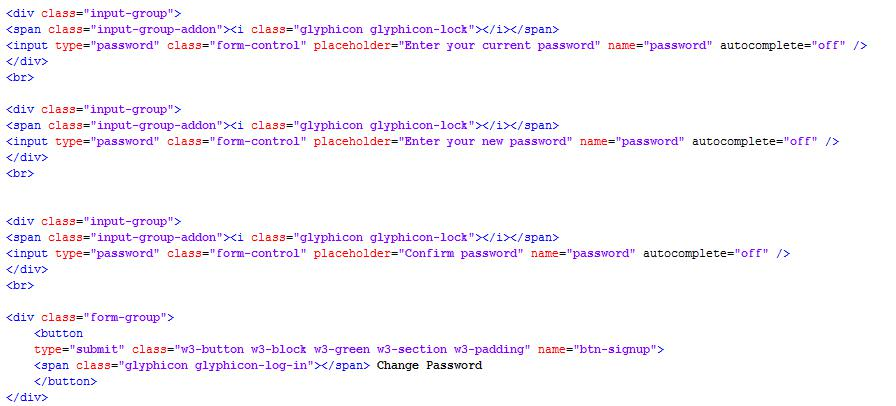 <div class="input-group">
<span class="input-group-addon"><i class="glyphicon glyphicon-lock"></i></span>
<input type="password" class="form-control" placeholder="Enter your current password" name="password" autocomplete="off" />
</div>
<br>
<div class="input-group">
<span class="input-group-addon"><i class="glyphicon glyphicon-lock"></i></span>
<input type="password" class="form-control" placeholder="Enter your new password" name="password" autocomplete="off" />
</div>
<br>
<div class="input-group">
<span class="input-group-addon"><i class="glyphicon glyphicon-lock"></i></span>
<input type="password" class="form-control" placeholder="Confirm password" name="password" autocomplete="off" />
</div>
<br>
<div class="form-group">
<button
type="submit" class="w3-button w3-block w3-green w3-section w3-padding" name="btn-signup">
<span class="glyphicon glyphicon-log-in"></span> Change Password
</button>
</div>